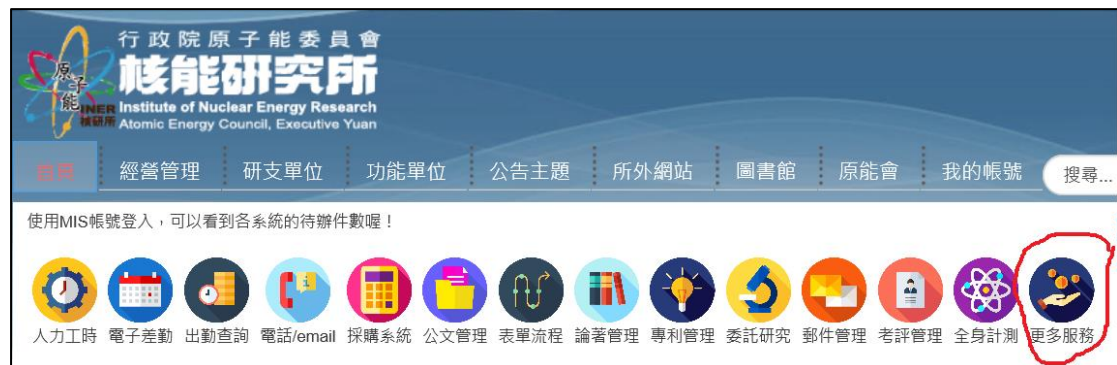 行政院原子能委員會
核能研究所
Institute of Nuclear Energy Research
Atomic Energy Council, Executive Yuan
原子能
INER
核研所
首頁 經營管理 研支單位 功能單位 公告主題 所外網站 圖書館 原能會 我的帳號 搜尋...
使用MIS帳號登入，可以看到各系統的待辦件數喔！
人力工時 電子差勤 出勤查詢 電話/email 採購系統 公文管理 表單流程 論著管理 專利管理 委託研究 郵件管理 考評管理 全身計測 更多服務